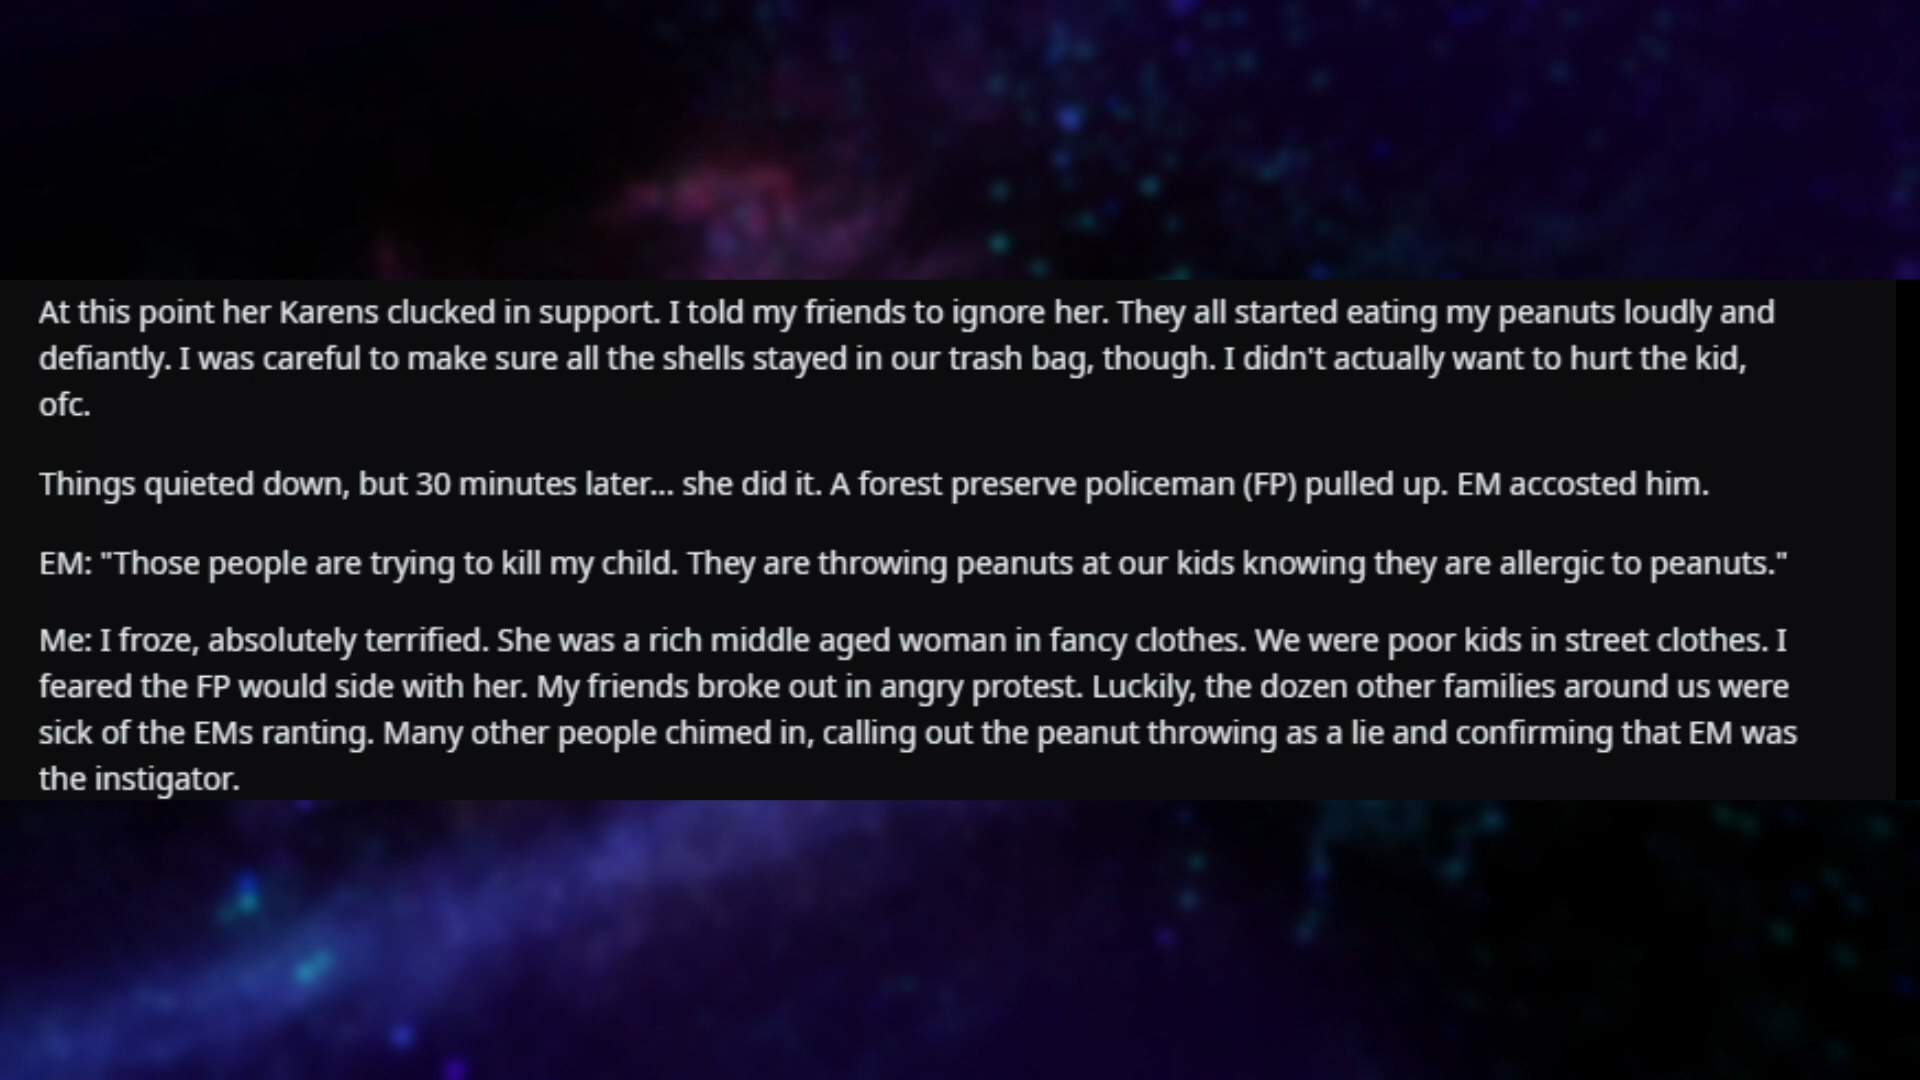 At this point her Karens clucked in support. I told my friends to ignore her. They all started eating my peanuts loudly and
defiantly. I was careful to make sure all the shells stayed in our trash bag, though. I didn't actually want to hurt the kid,
ofc.
Things quieted down, but 30 minutes later... she did it. A forest preserve policeman (FP) pulled up. EM accosted him.
EM: "Those people are trying to kill my child. They are throwing peanuts at our kids knowing they are allergic to peanuts."
Me: I froze, absolutely terrified. She was a rich middle aged woman in fancy clothes. We were poor kids in street clothes. I
feared the FP would side with her. My friends broke out in angry protest. Luckily, the dozen other families around us were
sick of the EMs ranting. Many other people chimed in, calling out the peanut throwing as a lie and confirming that EM was
the instigator.